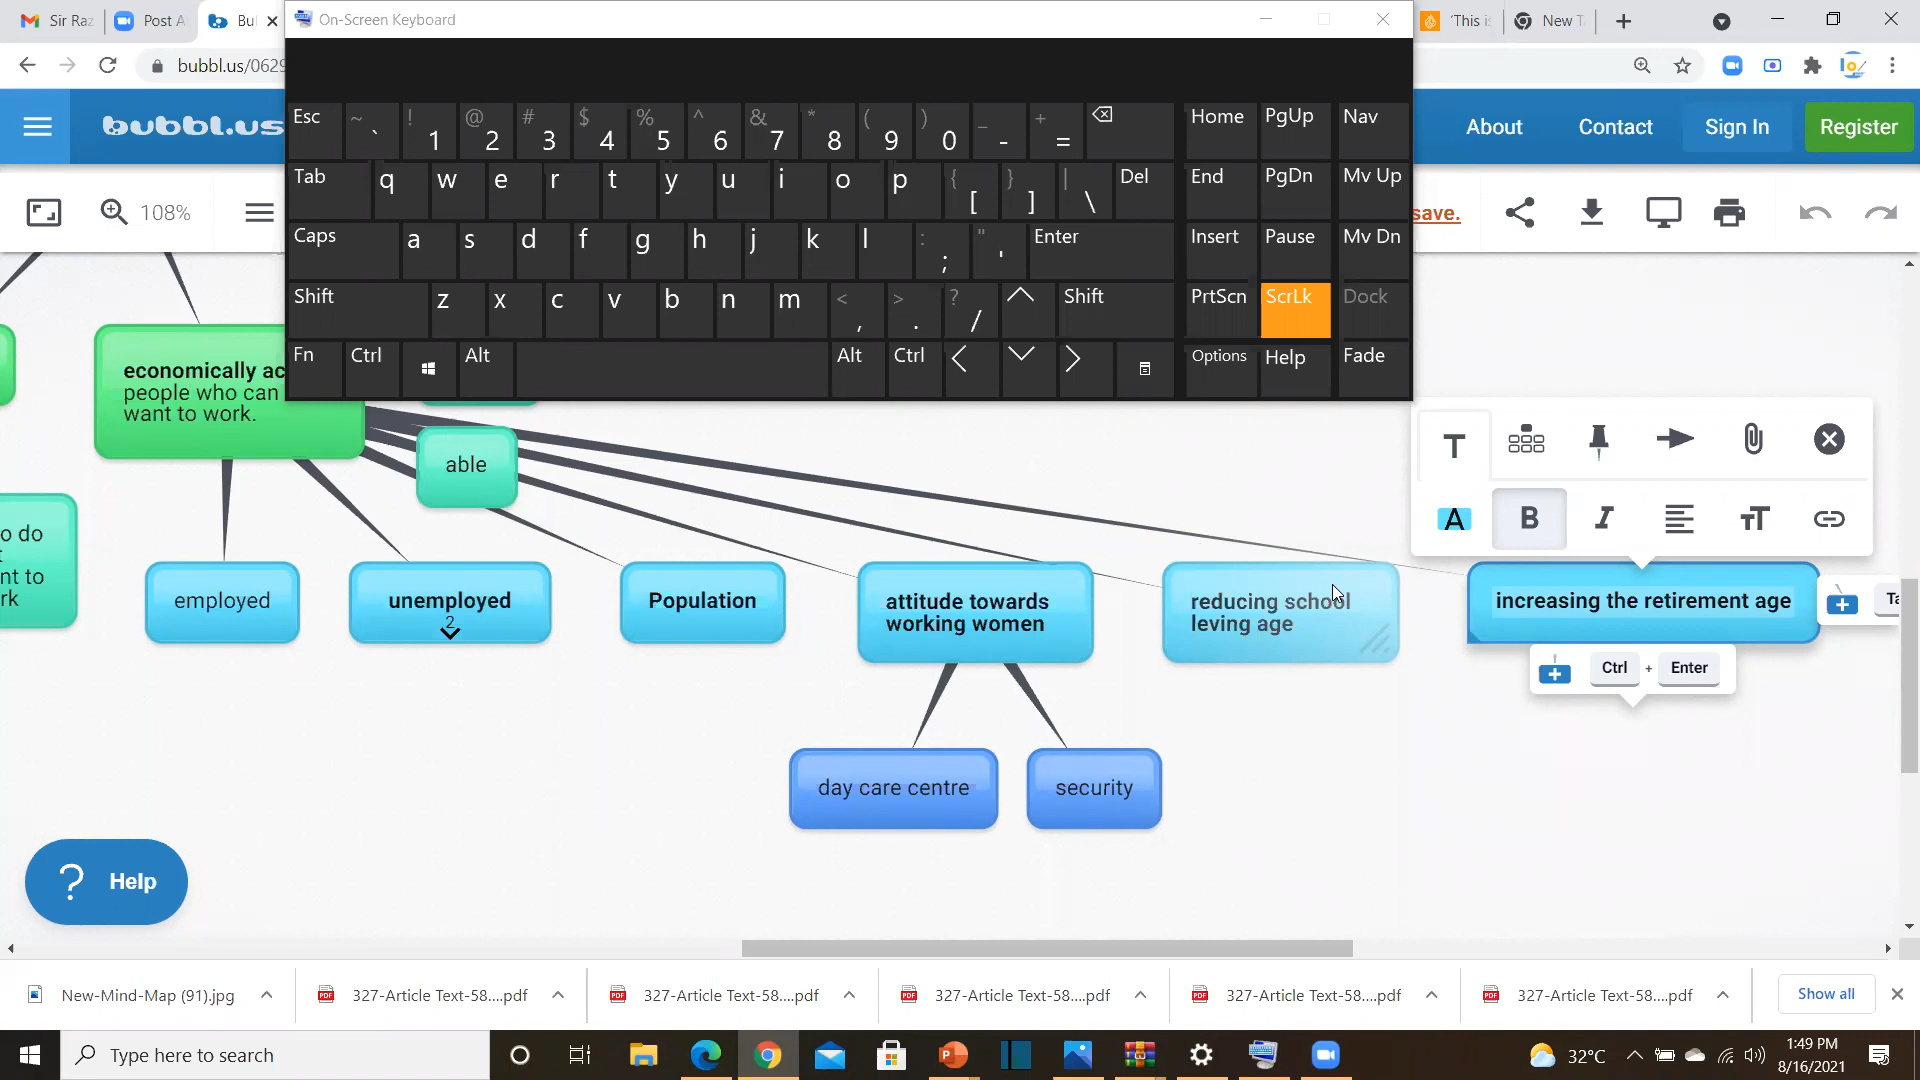 Sir Raz
Post A
Bu
On-Screen Keyboard
'This is
New T
bubbl.us/0629
bubbl.us
About
Contact
Sign In
Register
108%
save.
Esc ~ ` ! 1 @ 2 # 3 $ 4 % 5 ^ 6 & 7 * 8 ( 9 ) 0 _ - + = Home PgUp Nav
Tab q w e r t y u i o p { [ } ] | \ Del End PgDn Mv Up
Caps a s d f g h j k l : ; " ' Enter Insert Pause Mv Dn
Shift z x c v b n m < , > . ? / Shift PrtScn ScrLk Dock
Fn Ctrl Alt Alt Ctrl Options Help Fade
economically ac
people who can
want to work.
able
o do
t
nt to
rk
employed
unemployed
2
Population
attitude towards
working women
reducing school
leving age
increasing the retirement age
T
A B I
Ta
Ctrl + Enter
day care centre
security
? Help
New-Mind-Map (91).jpg
327-Article Text-58....pdf
327-Article Text-58....pdf
327-Article Text-58....pdf
327-Article Text-58....pdf
327-Article Text-58....pdf
Show all
Type here to search
32°C
1:49 PM
8/16/2021